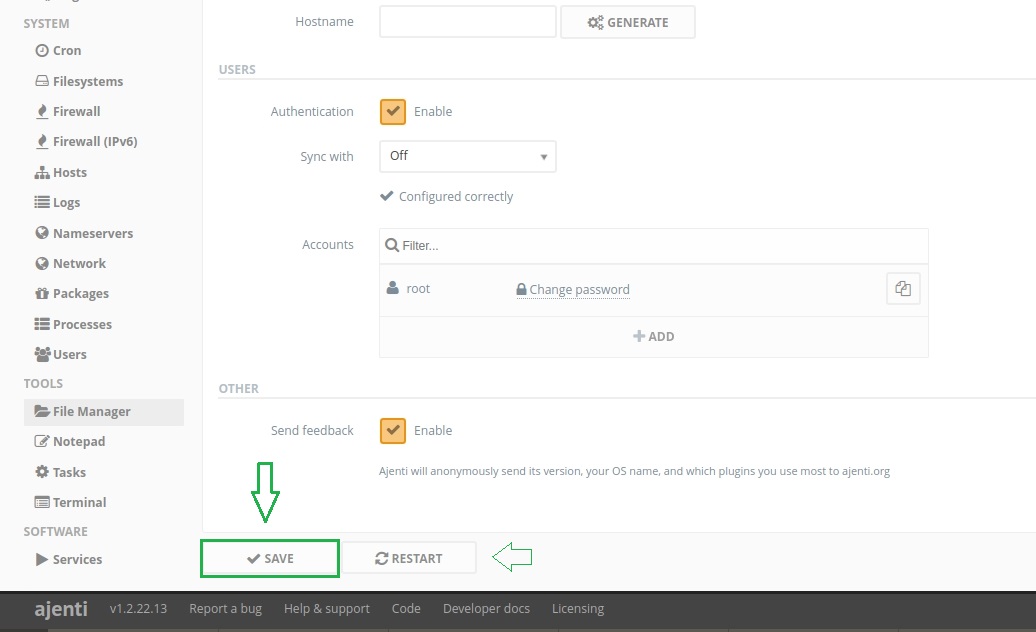 SYSTEM
Cron
Filesystems
Firewall
Firewall (IPv6)
Hosts
Logs
Nameservers
Network
Packages
Processes
Users
TOOLS
File Manager
Notepad
Tasks
Terminal
SOFTWARE
Services
Hostname
GENERATE
USERS
Authentication Enable
Sync with Off
Configured correctly
Accounts Filter...
root Change password
ADD
OTHER
Send feedback Enable
Ajenti will anonymously send its version, your OS name, and which plugins you use most to ajenti.org
SAVE RESTART
ajenti v1.2.22.13 Report a bug Help & support Code Developer docs Licensing